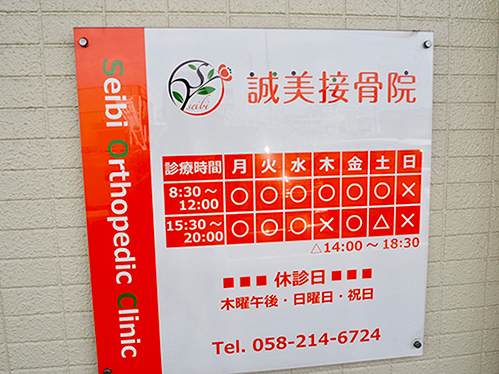 Seibi Orthopedic Clinic
seibi
誠美接骨院
診療時間 月 火 水 木 金 土 日
8:30～12:00 ○ ○ ○ ○ ○ ○ ×
15:30～20:00 ○ ○ ○ × ○ △ ×
△14:00～18:30
■■■ 休診日 ■■■
木曜午後・日曜日・祝日
Tel. 058-214-6724